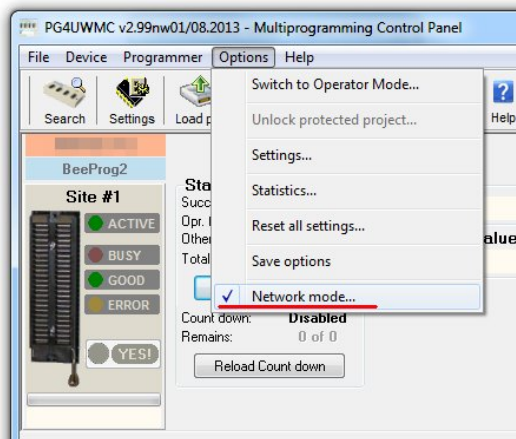 PG4UWMC v2.99nw01/08.2013 - Multiprogramming Control Panel
File Device Programmer Options Help
Search Settings Load p Help
Switch to Operator Mode...
Unlock protected project...
Settings...
Statistics...
Reset all settings...
Save options
Network mode...
BeeProg2
Site #1
ACTIVE
BUSY
GOOD
ERROR
YES!
Sta
Succ
Opr.
Other
Total
alue
Count down: Disabled
Remains: 0 of 0
Reload Count down